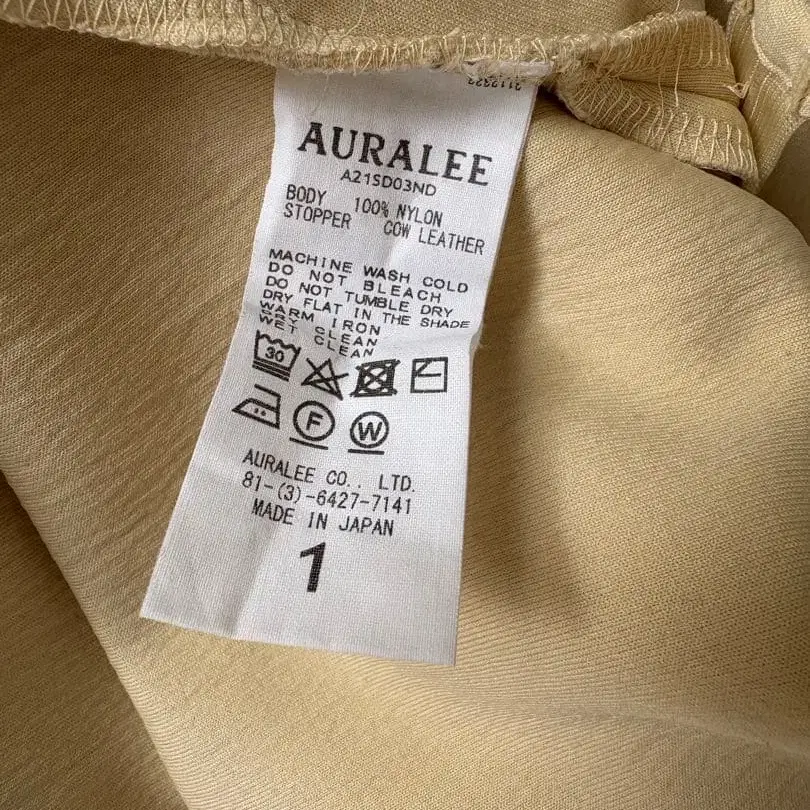 AURALEE
A21SD03ND
BODY 100% NYLON
STOPPER COW LEATHER
MACHINE WASH COLD
DO NOT BLEACH
DO NOT TUMBLE DRY
DRY FLAT IN THE SHADE
WARM IRON
DRY CLEAN
WET CLEAN
30
F
W
AURALEE CO., LTD.
81-(3)-6427-7141
MADE IN JAPAN
1